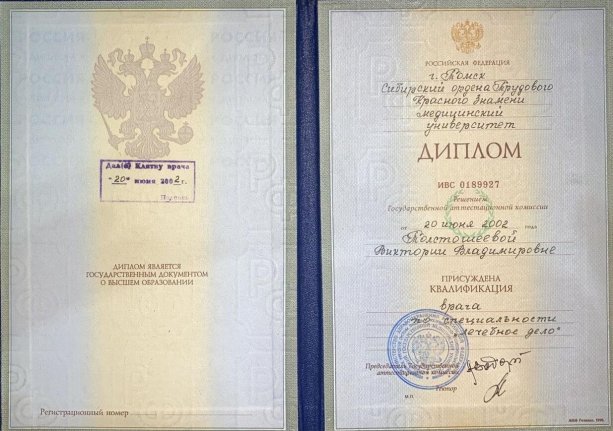 Дал(а) Клятву врача
"20" июня 2002 г.
ДИПЛОМ ЯВЛЯЕТСЯ
ГОСУДАРСТВЕННЫМ ДОКУМЕНТОМ
О ВЫСШЕМ ОБРАЗОВАНИИ
Регистрационный номер
РОССИЙСКАЯ ФЕДЕРАЦИЯ
г. Томск
Сибирский ордена Трудового
Красного Знамени
медицинский
университет
ДИПЛОМ
ИВС 0189927
Решением
Государственной аттестационной комиссии
от 20 июня 2002 года
Толстошеевой
Виктории Владимировне
ПРИСУЖДЕНА
КВАЛИФИКАЦИЯ
врача
по специальности
"лечебное дело"
Председатель Государственной
аттестационной комиссии
Ректор
М.П.